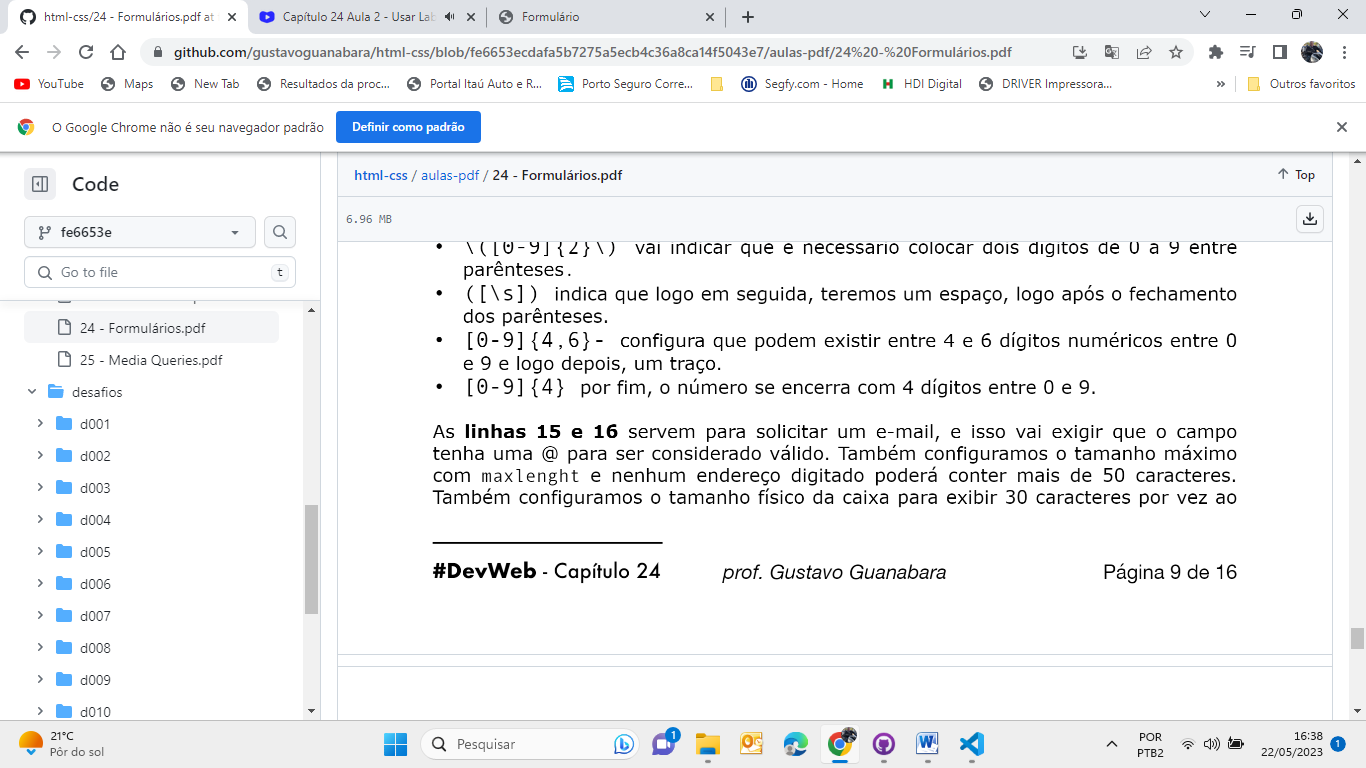 html-css/24 - Formulários.pdf at
Capítulo 24 Aula 2 - Usar Lab
Formulário
github.com/gustavoguanabara/html-css/blob/fe6653ecdafa5b7275a5ecb4c36a8ca14f5043e7/aulas-pdf/24%20-%20Formulários.pdf
YouTube
Maps
New Tab
Resultados da proc...
Portal Itaú Auto e R...
Porto Seguro Corre...
Segfy.com - Home
HDI Digital
DRIVER Impressora...
»
Outros favoritos
O Google Chrome não é seu navegador padrão
Definir como padrão
Code
fe6653e
Go to file
t
24 - Formulários.pdf
25 - Media Queries.pdf
desafios
d001
d002
d003
d004
d005
d006
d007
d008
d009
d010
html-css / aulas-pdf / 24 - Formulários.pdf
Top
6.96 MB
• \([0-9]{2}\) vai indicar que é necessário colocar dois dígitos de 0 a 9 entre
parênteses.
• ([\s]) indica que logo em seguida, teremos um espaço, logo após o fechamento
dos parênteses.
• [0-9]{4,6}- configura que podem existir entre 4 e 6 dígitos numéricos entre 0
e 9 e logo depois, um traço.
• [0-9]{4} por fim, o número se encerra com 4 dígitos entre 0 e 9.
As linhas 15 e 16 servem para solicitar um e-mail, e isso vai exigir que o campo
tenha uma @ para ser considerado válido. Também configuramos o tamanho máximo
com maxlenght e nenhum endereço digitado poderá conter mais de 50 caracteres.
Também configuramos o tamanho físico da caixa para exibir 30 caracteres por vez ao
#DevWeb - Capítulo 24
prof. Gustavo Guanabara
Página 9 de 16
21°C
Pôr do sol
Pesquisar
1
POR
PTB2
16:38
22/05/2023
1